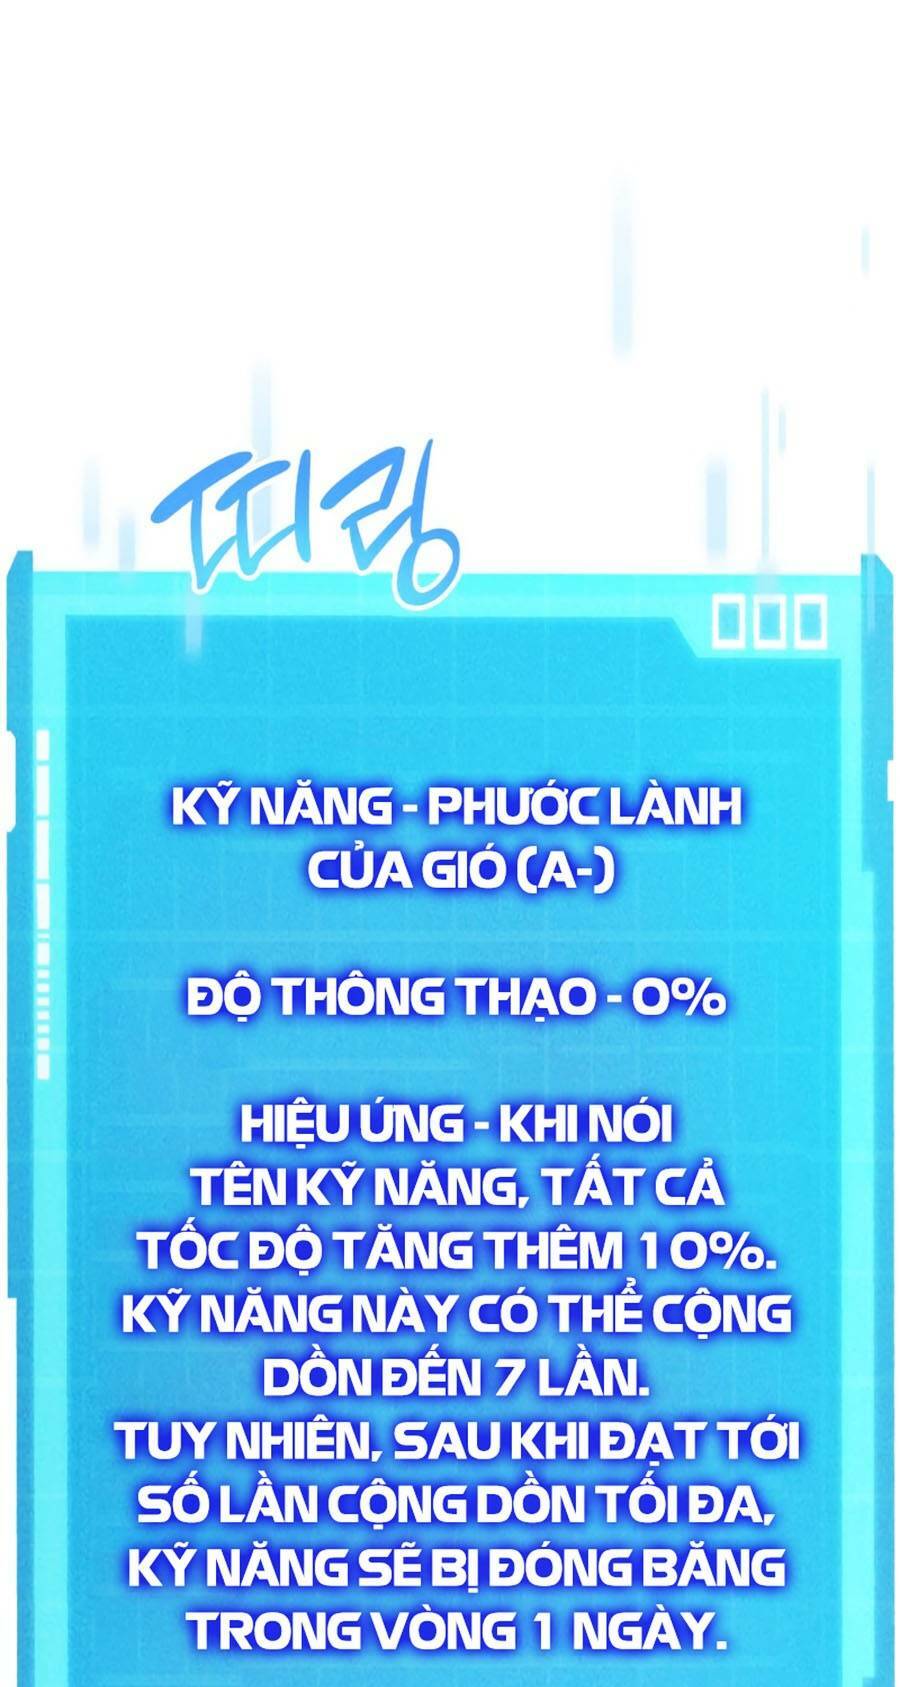 띠링
KỸ NĂNG - PHƯỚC LÀNH
CỦA GIÓ (A-)
ĐỘ THÔNG THẠO - 0%
HIỆU ỨNG - KHI NÓI
TÊN KỸ NĂNG, TẤT CẢ
TỐC ĐỘ TĂNG THÊM 10%.
KỸ NĂNG NÀY CÓ THỂ CỘNG
DỒN ĐẾN 7 LẦN.
TUY NHIÊN, SAU KHI ĐẠT TỚI
SỐ LẦN CỘNG DỒN TỐI ĐA,
KỸ NĂNG SẼ BỊ ĐÓNG BĂNG
TRONG VÒNG 1 NGÀY.